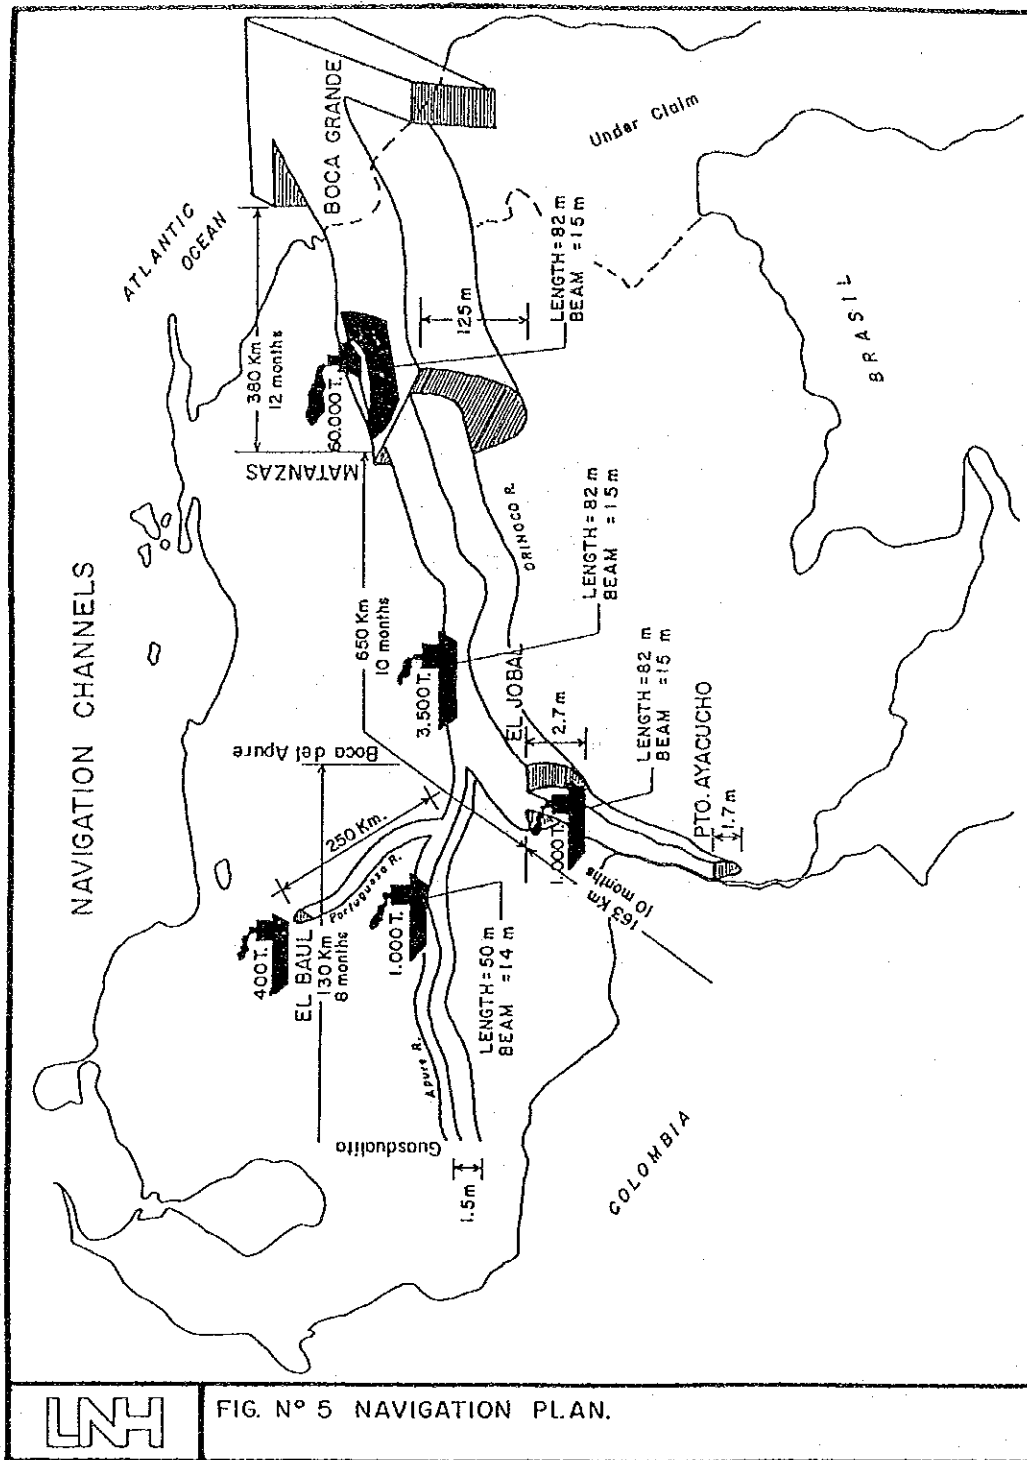 NAVIGATION CHANNELS
ATLANTIC
OCEAN
BOCA GRANDE
Under Claim
380 Km
12 months
60.000 T.
MATANZAS
125 m
LENGTH = 82 m
BEAM = 15 m
BRASIL
650 Km
10 months
3.500 T.
ORINOCO R.
LENGTH = 82 m
BEAM = 15 m
Boca del Apure
EL JOBAL
2.7 m
250 Km.
Portuguesa R.
1.000 T.
LENGTH = 82 m
BEAM = 15 m
PTO. AYACUCHO
1.7 m
163 Km
10 months
400 T.
EL BAUL
130 Km
8 months
1.000 T.
Apure R.
LENGTH = 50 m
BEAM = 14 m
Guasdualita
1.5 m
COLOMBIA
LNH
FIG. Nº 5 NAVIGATION PLAN.